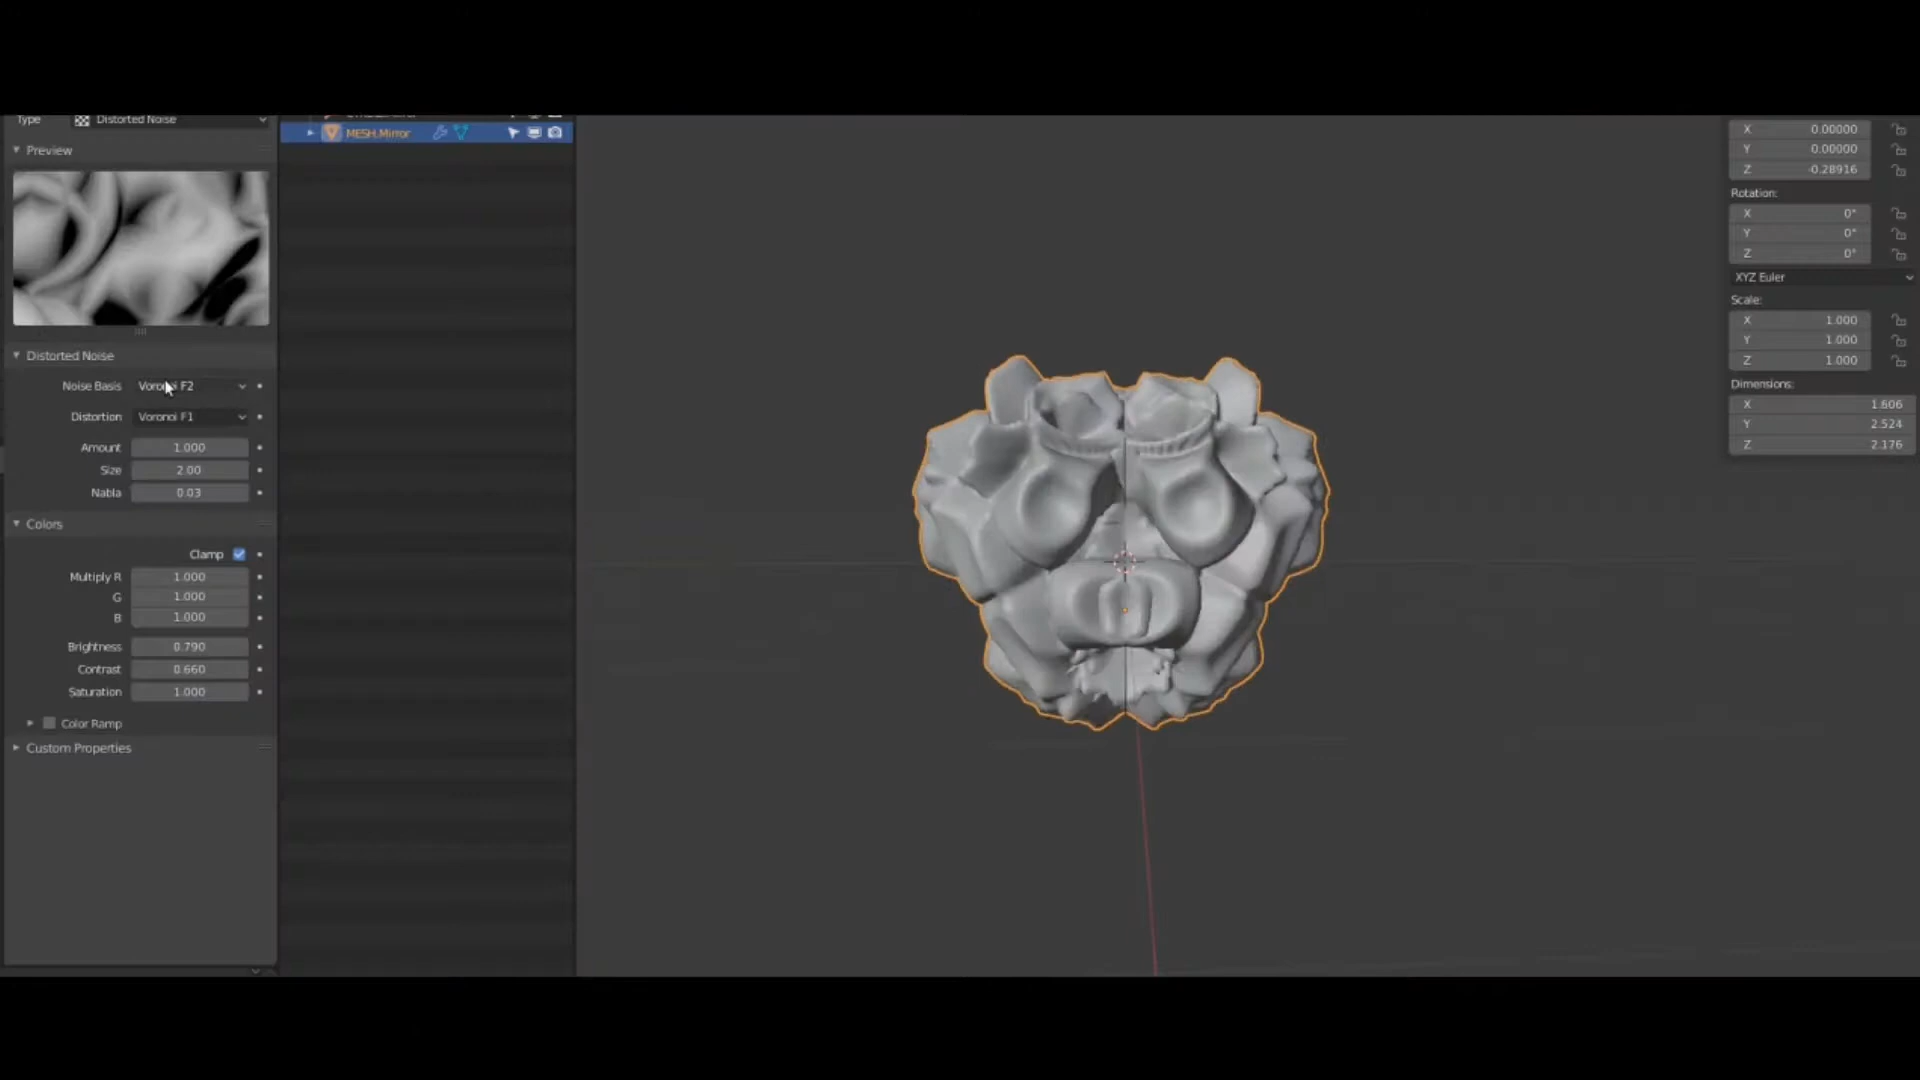 Type Distorted Noise
Preview
Distorted Noise
Noise Basis Voronoi F2
Distortion Voronoi F1
Amount 1.000
Size 2.00
Nabla 0.03
Colors
Clamp
Multiply R 1.000
G 1.000
B 1.000
Brightness 0.790
Contrast 0.660
Saturation 1.000
Color Ramp
Custom Properties
MESH.Mirror
X 0.00000
Y 0.00000
Z -0.28916
Rotation:
X 0°
Y 0°
Z 0°
XYZ Euler
Scale:
X 1.000
Y 1.000
Z 1.000
Dimensions:
X 1.606
Y 2.524
Z 2.176